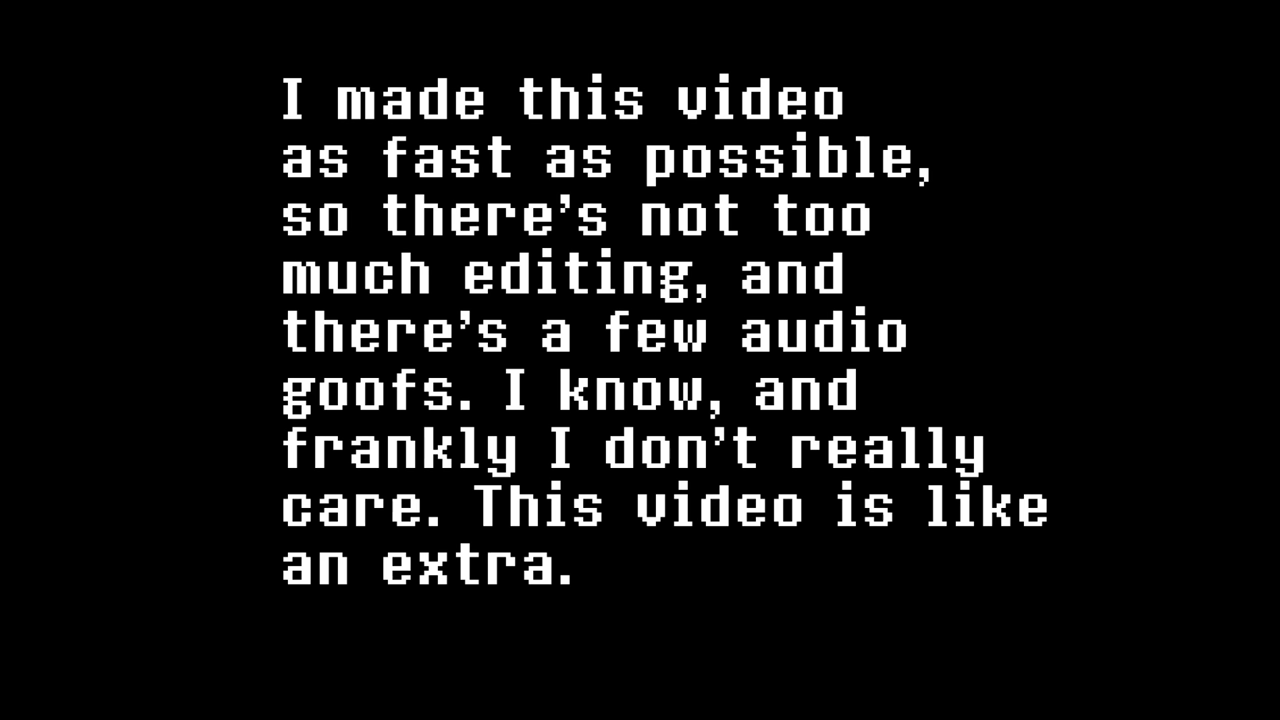 I made this video
as fast as possible,
so there's not too
much editing, and
there's a few audio
goofs. I know, and
frankly I don't really
care. This video is like
an extra.